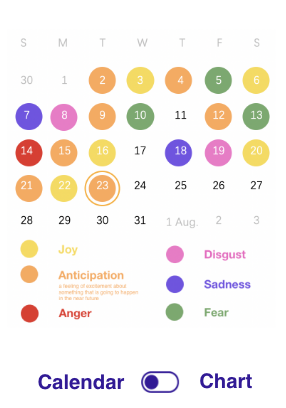 S M T W T F S
30 1 2 3 4 5 6
7 8 9 10 11 12 13
14 15 16 17 18 19 20
21 22 23 24 25 26 27
28 29 30 31 1 Aug. 2 3
Joy
Disgust
Anticipation
a feeling of excitement about
something that is going to happen
in the near future
Sadness
Anger
Fear
Calendar Chart